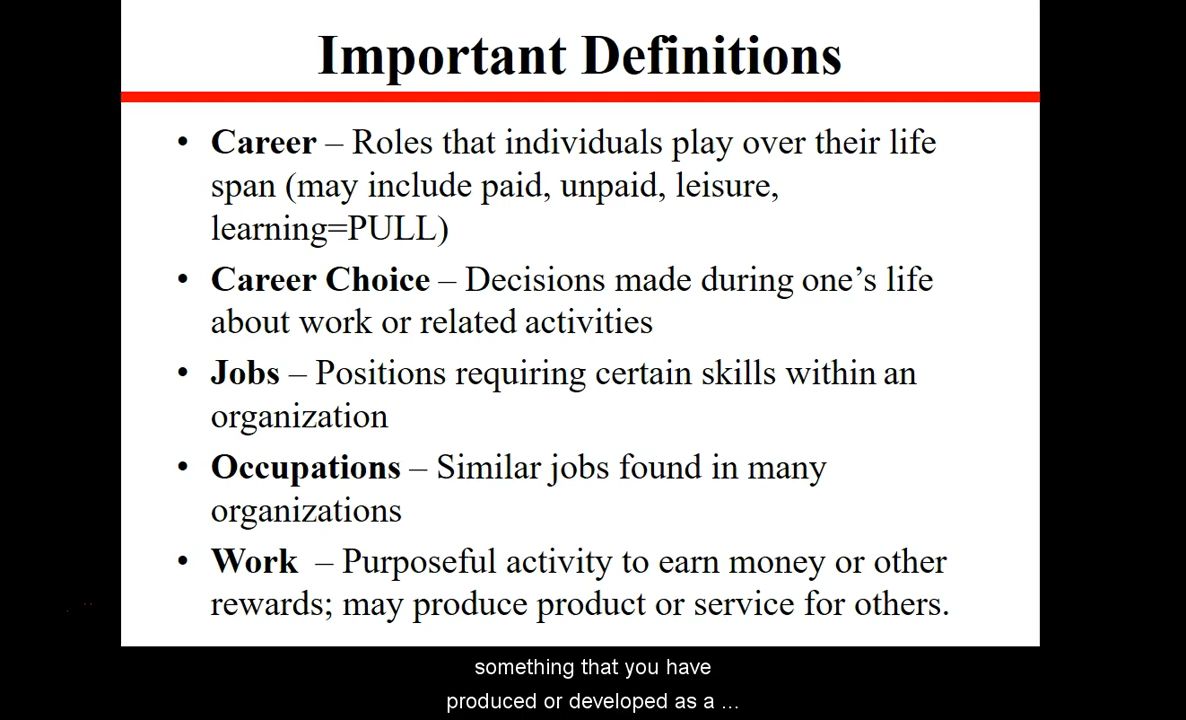 Important Definitions
• Career – Roles that individuals play over their life
span (may include paid, unpaid, leisure,
learning=PULL)
• Career Choice – Decisions made during one’s life
about work or related activities
• Jobs – Positions requiring certain skills within an
organization
• Occupations – Similar jobs found in many
organizations
• Work – Purposeful activity to earn money or other
rewards; may produce product or service for others.
something that you have
produced or developed as a ...